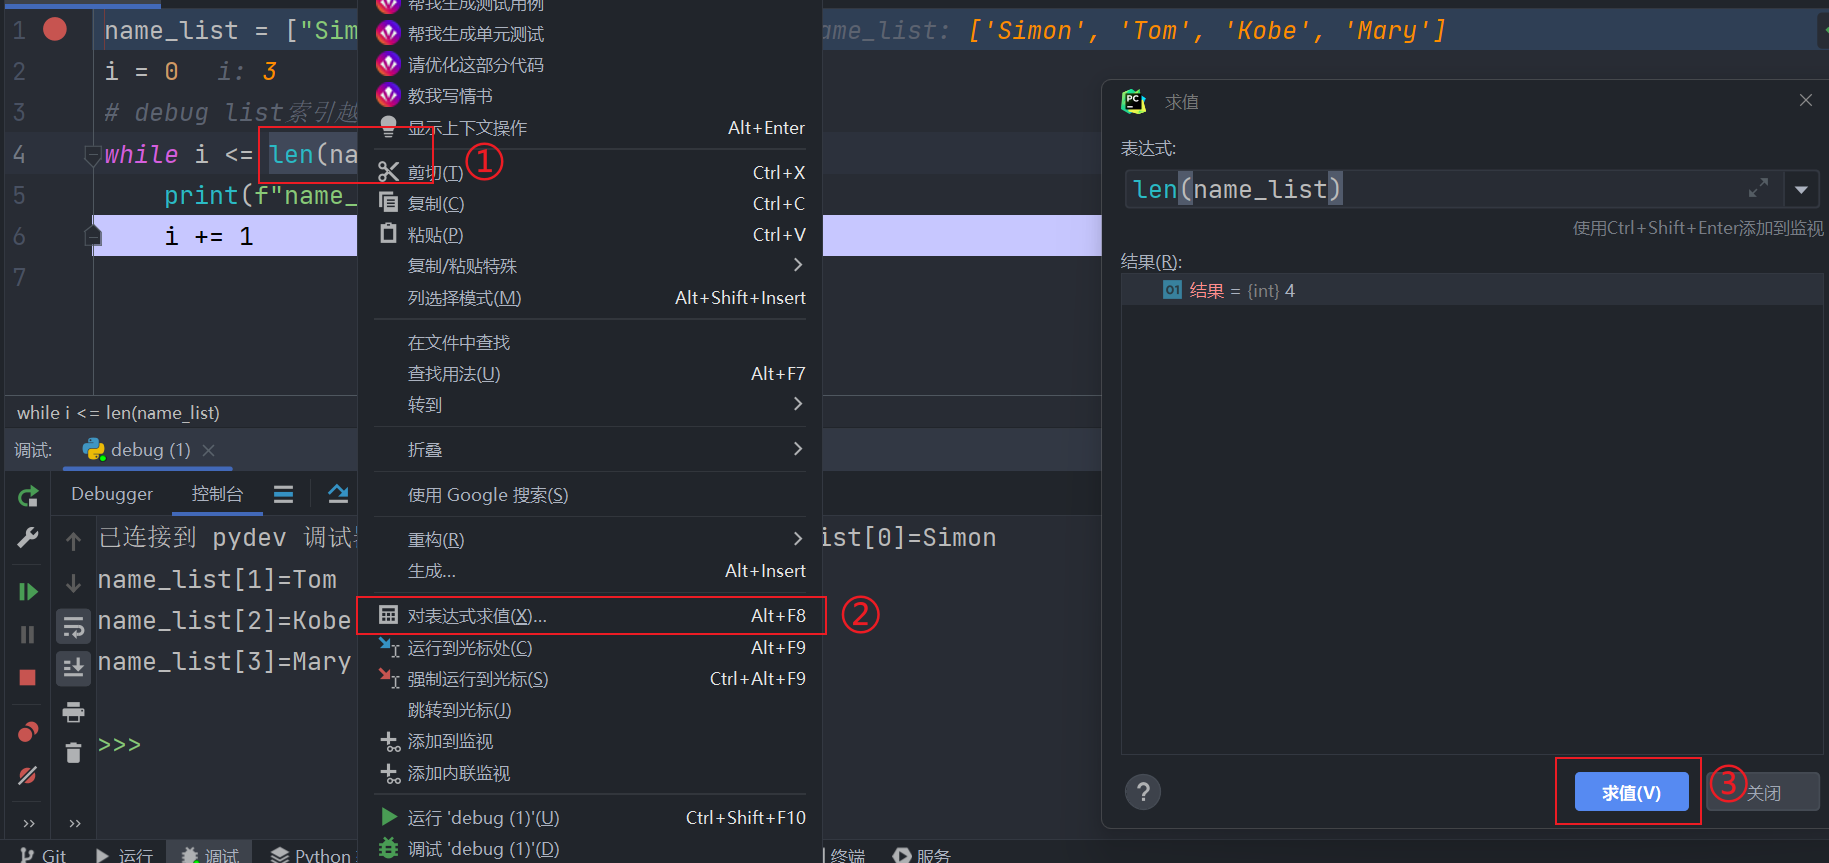 1 name_list = ["Sim
ame_list: ['Simon', 'Tom', 'Kobe', 'Mary']
2 i = 0 i: 3
3 # debug list索引越
4 while i <= len(na
5 print(f"name_
6 i += 1
7
while i <= len(name_list)
调试: debug (1)
Debugger 控制台
已连接到 pydev 调试
ist[0]=Simon
name_list[1]=Tom
name_list[2]=Kobe
name_list[3]=Mary
>>>
Git 运行 调试 Python
终端 服务
帮我生成测试用例
帮我生成单元测试
请优化这部分代码
教我写情书
显示上下文操作 Alt+Enter
①
剪切(T) Ctrl+X
复制(C) Ctrl+C
粘贴(P) Ctrl+V
复制/粘贴特殊
列选择模式(M) Alt+Shift+Insert
在文件中查找
查找用法(U) Alt+F7
转到
折叠
使用 Google 搜索(S)
重构(R)
生成... Alt+Insert
对表达式求值(X)... Alt+F8
②
运行到光标处(C) Alt+F9
强制运行到光标(S) Ctrl+Alt+F9
跳转到光标(J)
添加到监视
添加内联监视
运行 'debug (1)'(U) Ctrl+Shift+F10
调试 'debug (1)'(D)
PC 求值
表达式:
len(name_list)
使用Ctrl+Shift+Enter添加到监视
结果(R):
01 结果 = {int} 4
? 求值(V) ③ 关闭